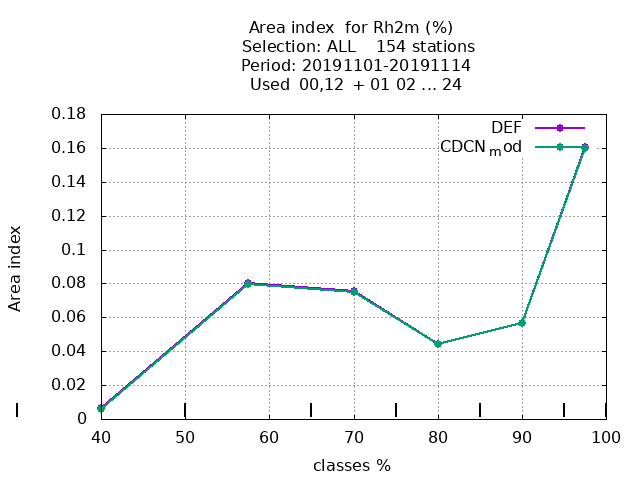 Area index for Rh2m (%)
Selection: ALL 154 stations
Period: 20191101-20191114
Used 00,12 + 01 02 ... 24
DEF
CDCNmod
0.18
0.16
0.14
0.12
0.1
0.08
0.06
0.04
0.02
0
Area index
40 50 60 70 80 90 100
classes %